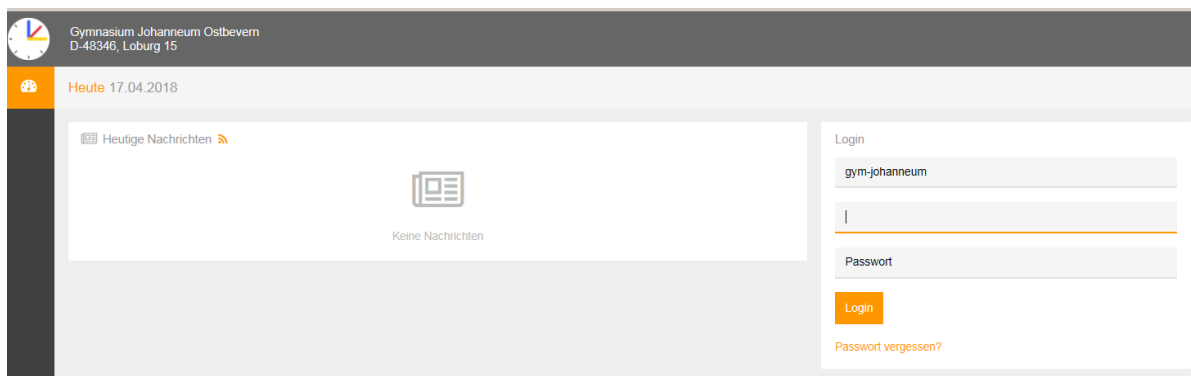 Gymnasium Johanneum Ostbevern
D-48346, Loburg 15
Heute 17.04.2018
Heutige Nachrichten
Keine Nachrichten
Login
gym-johanneum
Passwort
Login
Passwort vergessen?